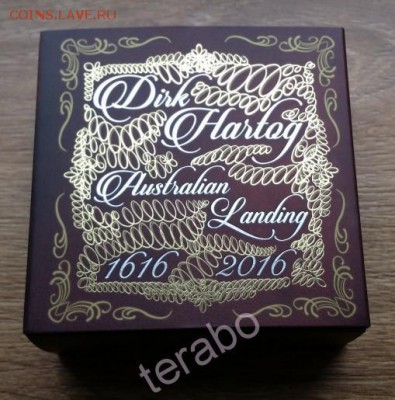 COINS.LAVE.RU
Dirk
Hartog
Australian
Landing
1616 2016
terabo